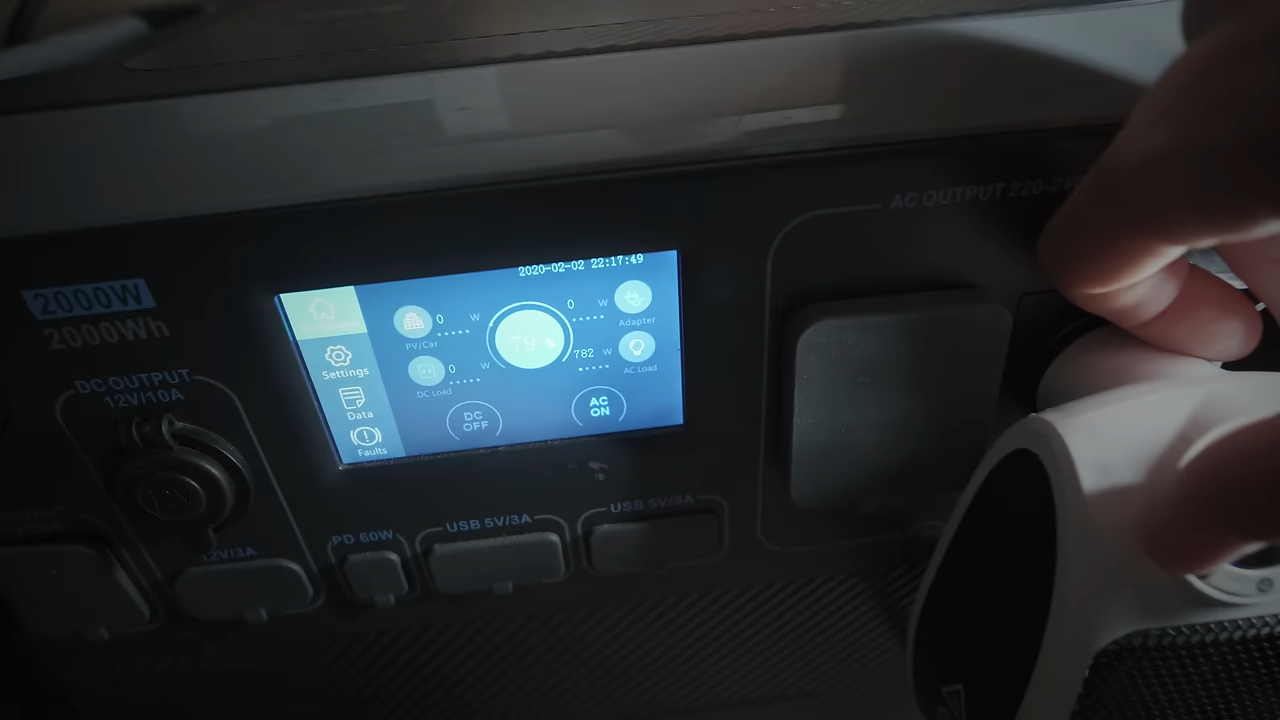 AC OUTPUT 220-24
2000W
2000Wh
DC OUTPUT
12V/10A
12V
12V/3A
PD 60W
USB 5V/3A
USB 5V/3A
2020-02-02 22:17:49
Settings
Data
Faults
0 W
PV/Car
0 W
DC Load
79 %
0 W
Adapter
782 W
AC Load
DC
OFF
AC
ON